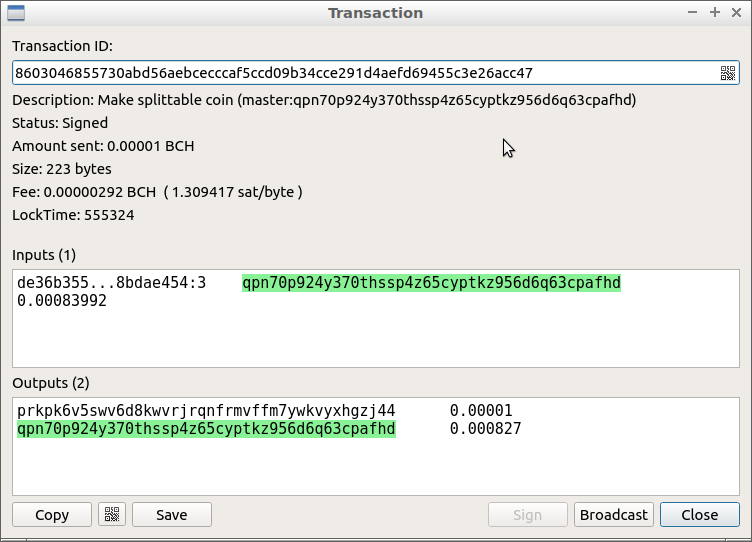 Transaction
Transaction ID:
8603046855730abd56aebcecccaf5ccd09b34cce291d4aefd69455c3e26acc47
Description: Make splittable coin (master:qpn70p924y370thssp4z65cyptkz956d6q63cpafhd)
Status: Signed
Amount sent: 0.00001 BCH
Size: 223 bytes
Fee: 0.00000292 BCH ( 1.309417 sat/byte )
LockTime: 555324
Inputs (1)
de36b355...8bdae454:3 qpn70p924y370thssp4z65cyptkz956d6q63cpafhd
0.00083992
Outputs (2)
prkpk6v5swv6d8kwvrjrqnfrmvffm7ywkvyxhgzj44 0.00001
qpn70p924y370thssp4z65cyptkz956d6q63cpafhd 0.000827
Copy Save Sign Broadcast Close